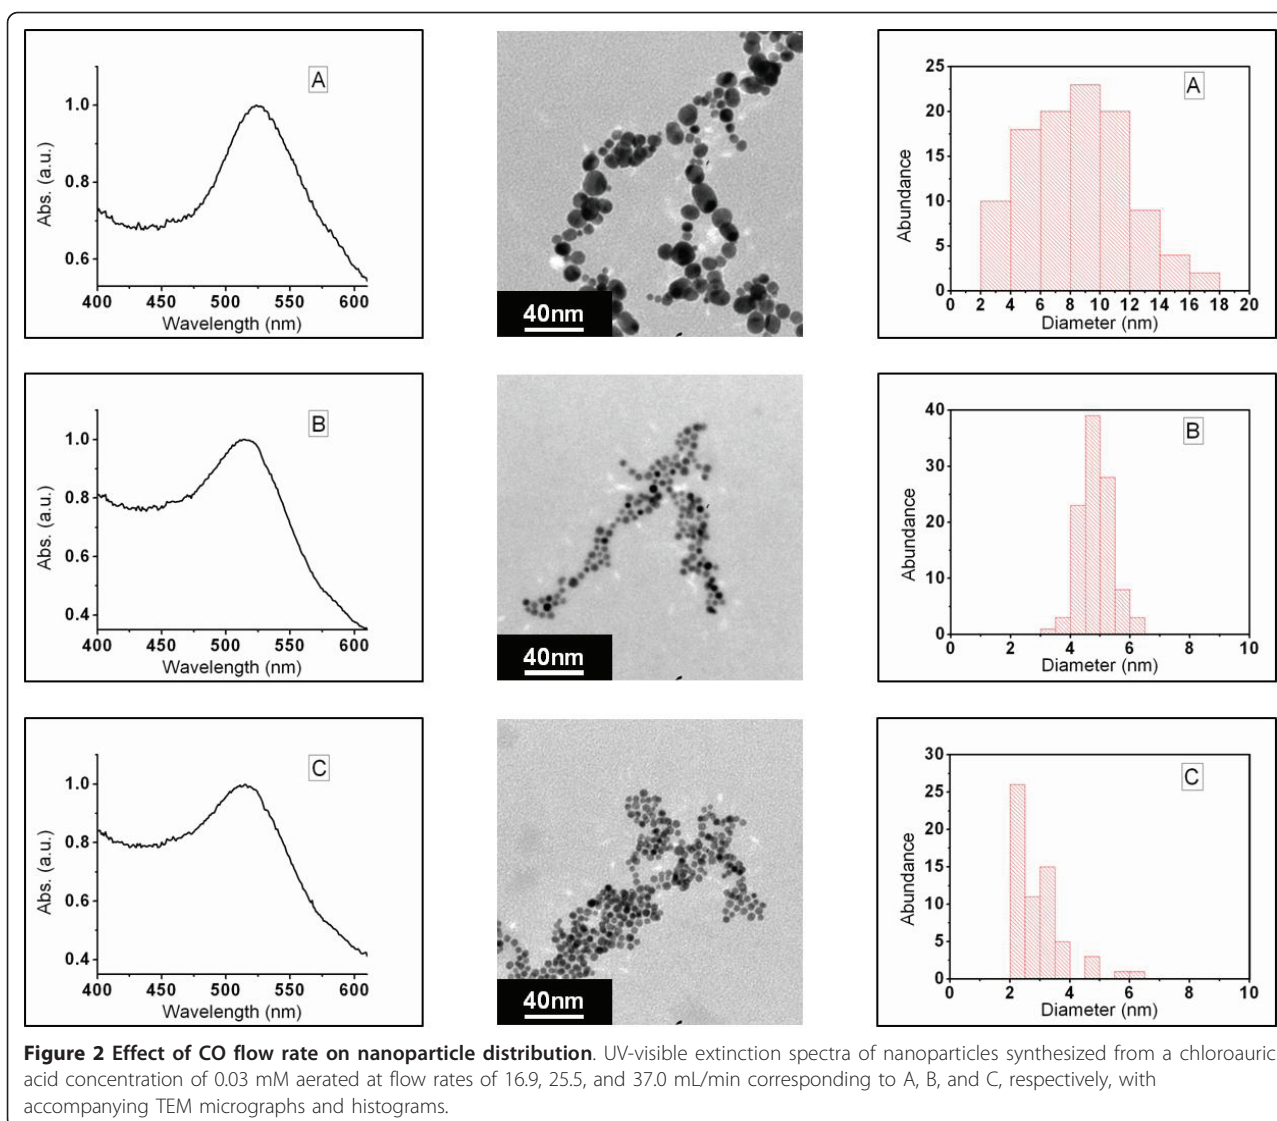 A
1.0
0.8
0.6
Abs. (a.u.)
400 450 500 550 600
Wavelength (nm)
40nm
A
25
20
15
10
5
0
Abundance
0 2 4 6 8 10 12 14 16 18 20
Diameter (nm)
B
1.0
0.8
0.6
0.4
Abs. (a.u.)
400 450 500 550 600
Wavelength (nm)
40nm
B
40
30
20
10
0
Abundance
0 2 4 6 8 10
Diameter (nm)
C
1.0
0.8
0.6
0.4
Abs. (a.u.)
400 450 500 550 600
Wavelength (nm)
40nm
C
30
25
20
15
10
5
0
Abundance
0 2 4 6 8 10
Diameter (nm)
Figure 2 Effect of CO flow rate on nanoparticle distribution. UV-visible extinction spectra of nanoparticles synthesized from a chloroauric
acid concentration of 0.03 mM aerated at flow rates of 16.9, 25.5, and 37.0 mL/min corresponding to A, B, and C, respectively, with
accompanying TEM micrographs and histograms.